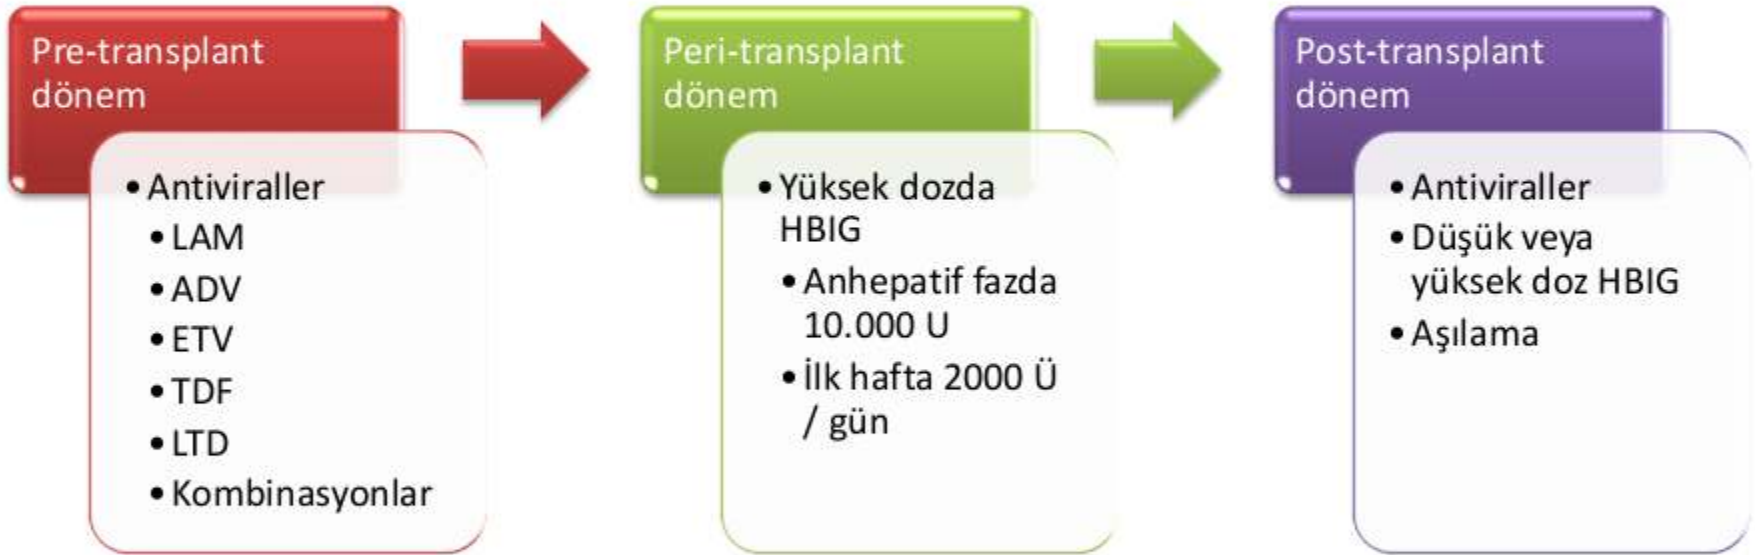 Pre-transplant
dönem
• Antiviraller
• LAM
• ADV
• ETV
• TDF
• LTD
• Kombinasyonlar
Peri-transplant
dönem
• Yüksek dozda
HBIG
• Anhepatif fazda
10.000 U
• İlk hafta 2000 Ü
/ gün
Post-transplant
dönem
• Antiviraller
• Düşük veya
yüksek doz HBIG
• Aşılama